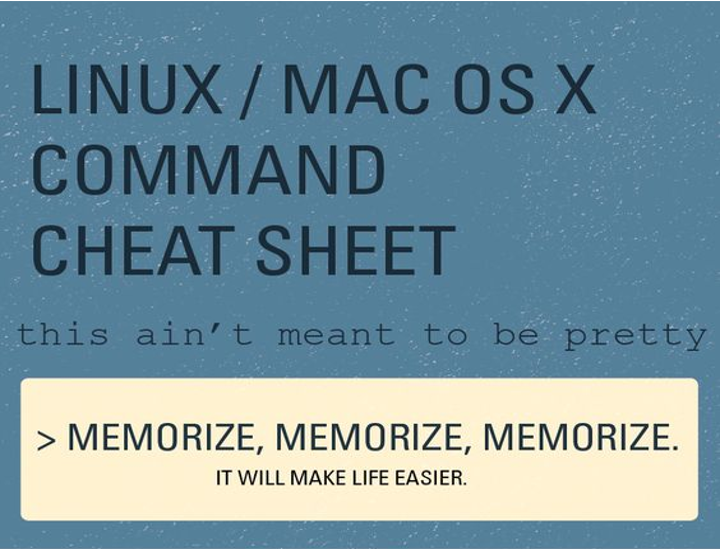 LINUX / MAC OS X
COMMAND
CHEAT SHEET
this ain't meant to be pretty
> MEMORIZE, MEMORIZE, MEMORIZE.
IT WILL MAKE LIFE EASIER.